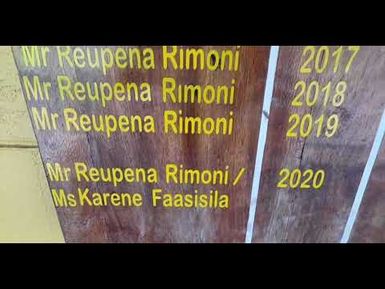 Mr Reupena Rimoni 2017
Mr Reupena Rimoni 2018
Mr Reupena Rimoni 2019
Mr Reupena Rimoni / 2020
Ms Karene Faasisila